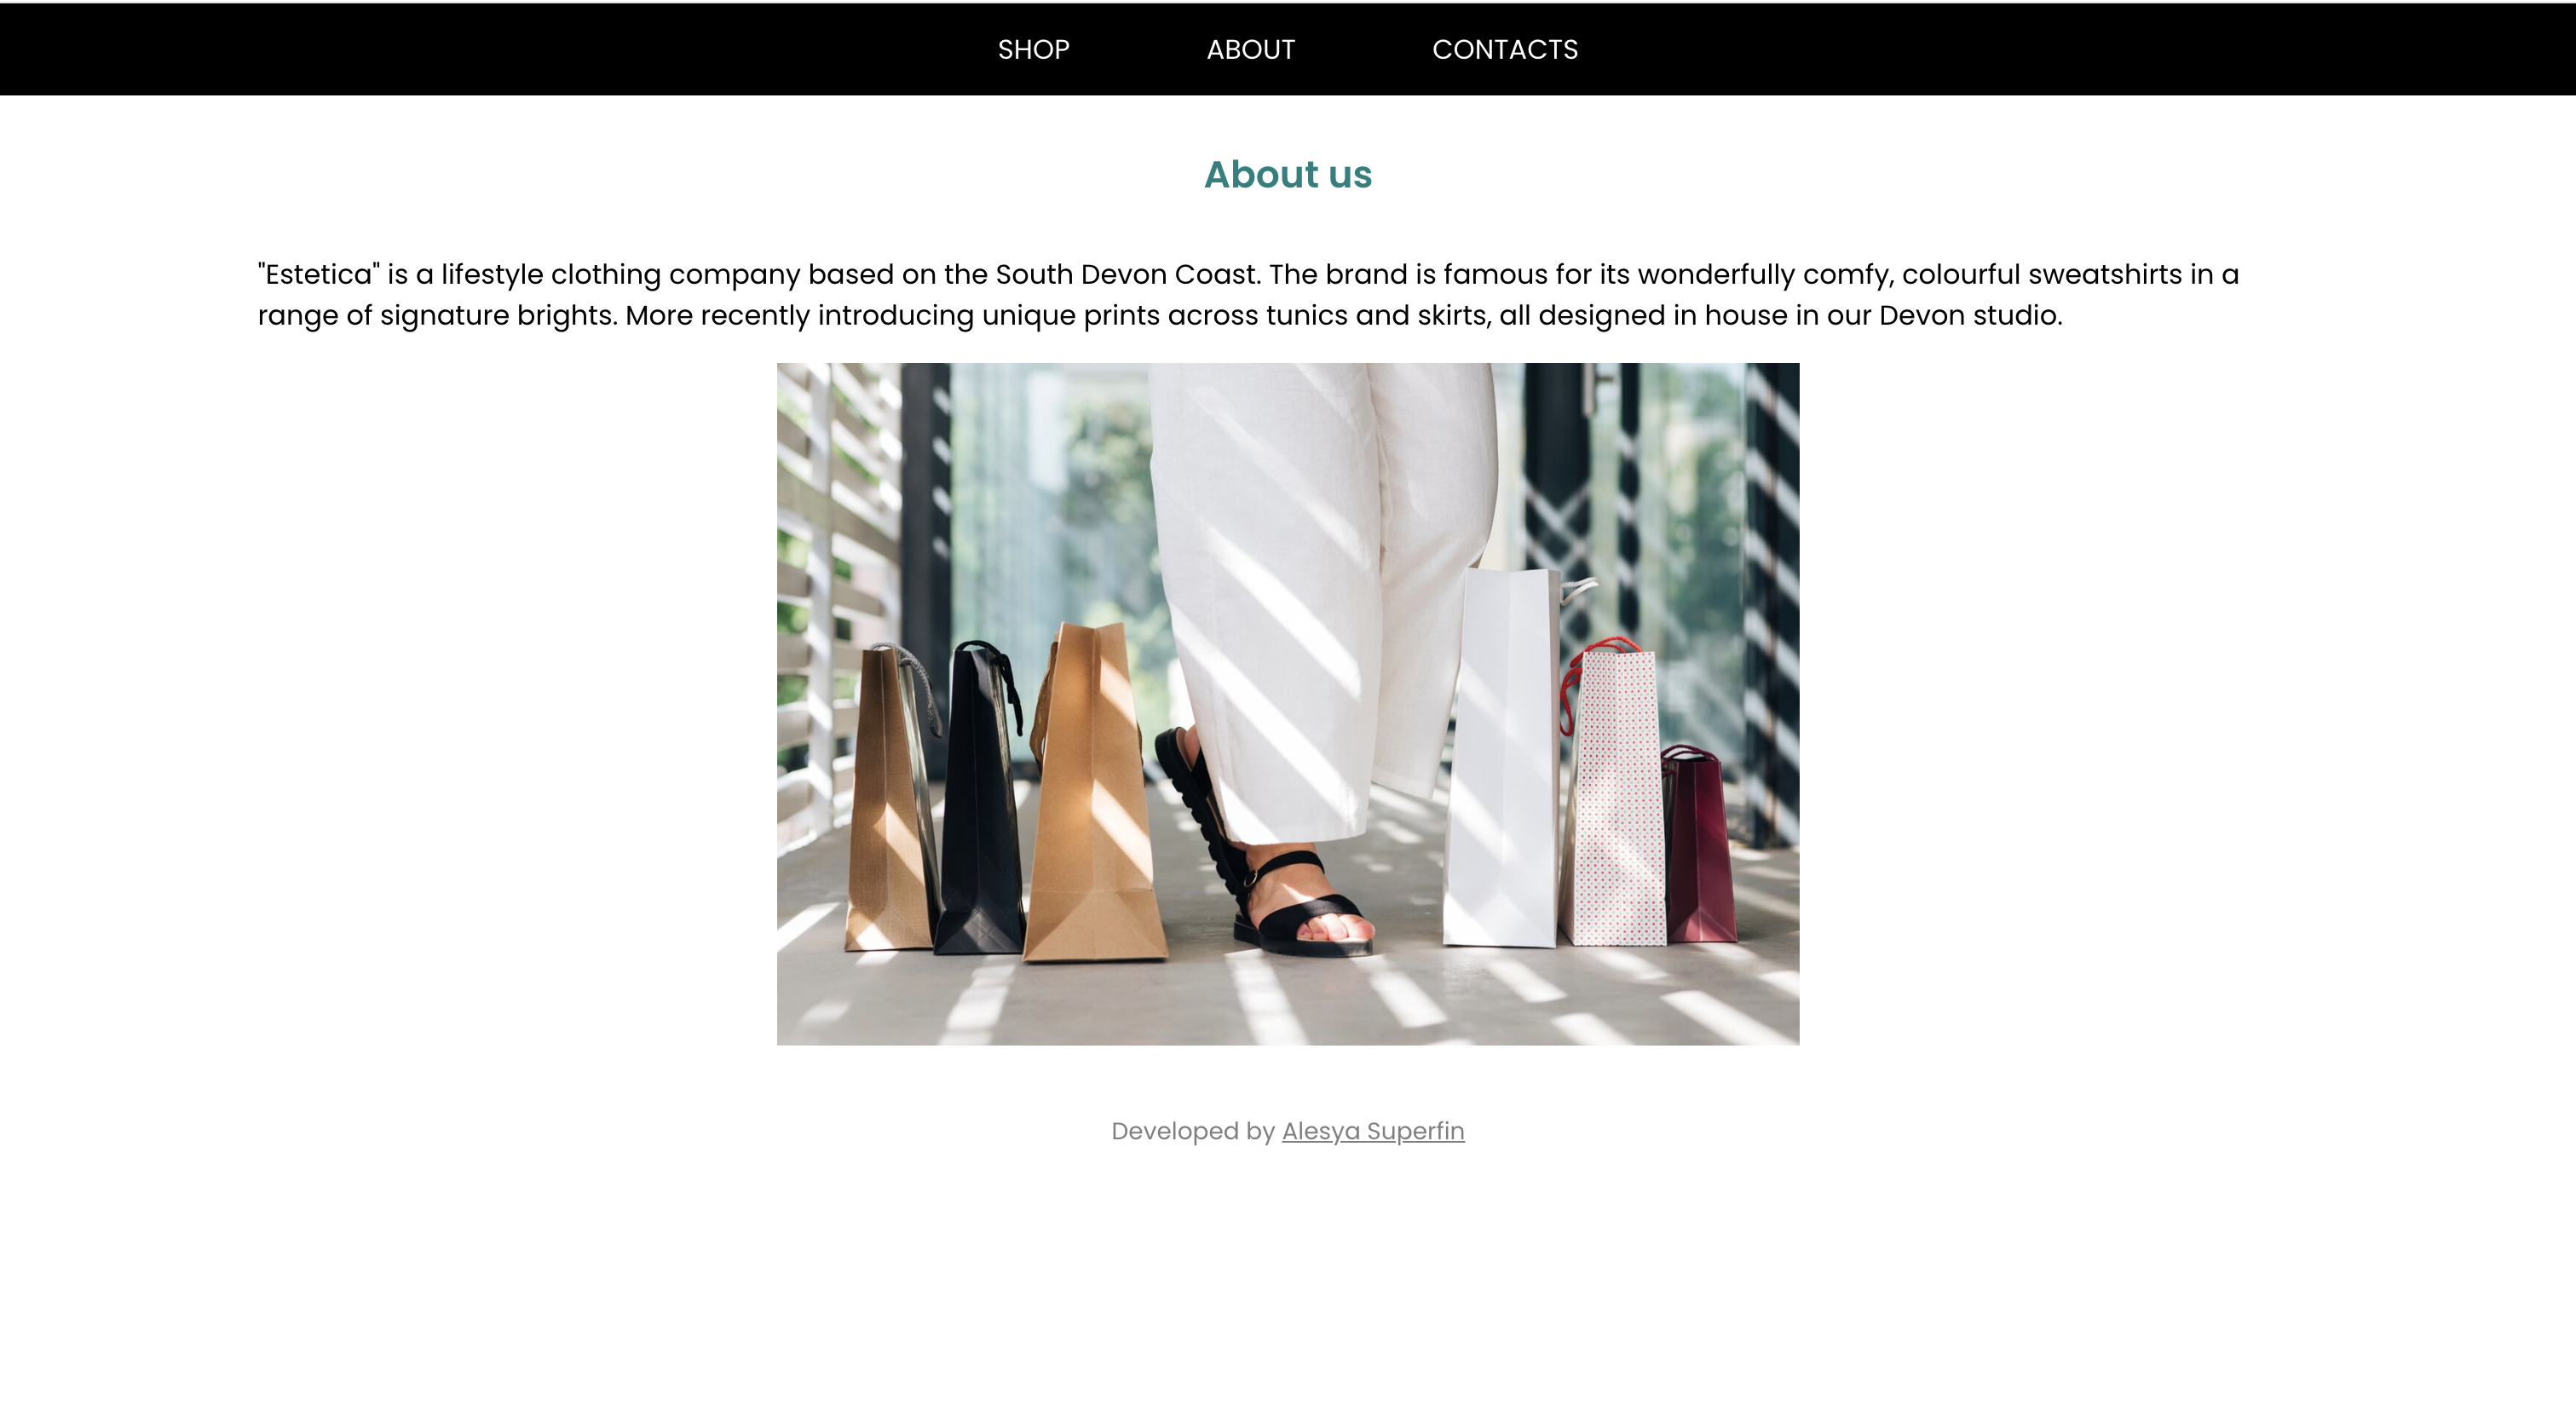 SHOP ABOUT CONTACTS
About us
"Estetica" is a lifestyle clothing company based on the South Devon Coast. The brand is famous for its wonderfully comfy, colourful sweatshirts in a
range of signature brights. More recently introducing unique prints across tunics and skirts, all designed in house in our Devon studio.
Developed by Alesya Superfin